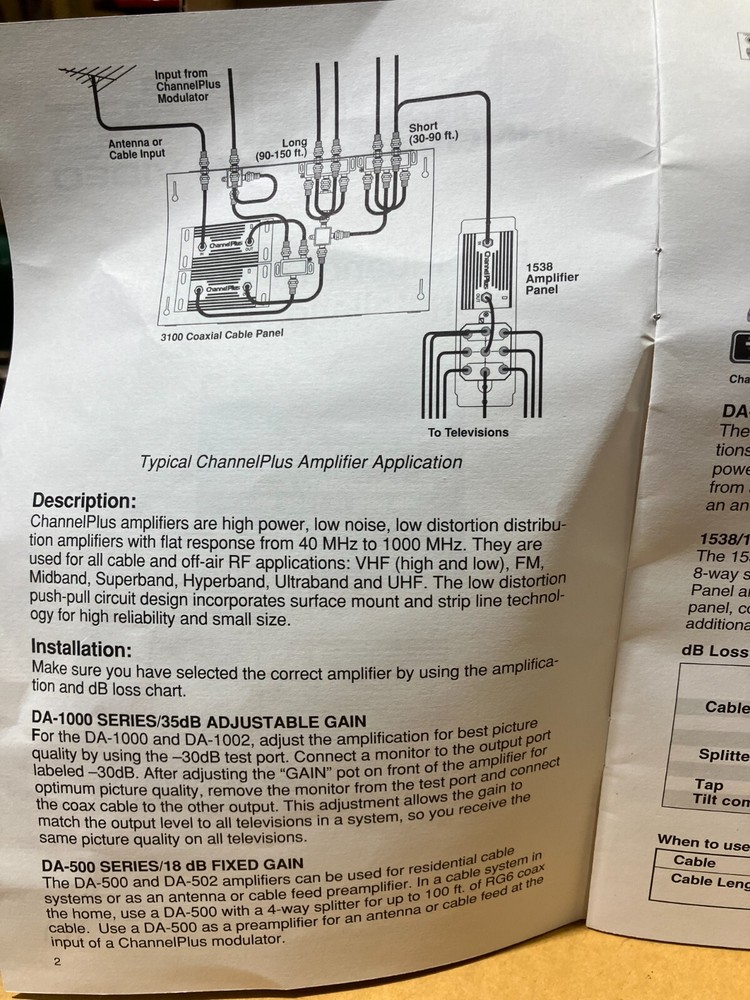 Input from
ChannelPlus
Modulator
Antenna or
Cable Input
Long
(90-150 ft.)
Short
(30-90 ft.)
ChannelPlus
OUT
ChannelPlus
ChannelPlus
OUT
1538
Amplifier
Panel
3100 Coaxial Cable Panel
To Televisions
Typical ChannelPlus Amplifier Application
Description:
ChannelPlus amplifiers are high power, low noise, low distortion distribu-
tion amplifiers with flat response from 40 MHz to 1000 MHz. They are
used for all cable and off-air RF applications: VHF (high and low), FM,
Midband, Superband, Hyperband, Ultraband and UHF. The low distortion
push-pull circuit design incorporates surface mount and strip line technol-
ogy for high reliability and small size.
Installation:
Make sure you have selected the correct amplifier by using the amplifica-
tion and dB loss chart.
DA-1000 SERIES/35dB ADJUSTABLE GAIN
For the DA-1000 and DA-1002, adjust the amplification for best picture
quality by using the –30dB test port. Connect a monitor to the output port
labeled –30dB. After adjusting the “GAIN” pot on front of the amplifier for
optimum picture quality, remove the monitor from the test port and connect
the coax cable to the other output. This adjustment allows the gain to
match the output level to all televisions in a system, so you receive the
same picture quality on all televisions.
DA-500 SERIES/18 dB FIXED GAIN
The DA-500 and DA-502 amplifiers can be used for residential cable
systems or as an antenna or cable feed preamplifier. In a cable system in
the home, use a DA-500 with a 4-way splitter for up to 100 ft. of RG6 coax
cable. Use a DA-500 as a preamplifier for an antenna or cable feed at the
input of a ChannelPlus modulator.
2
Cha
DA-
The
tions
powe
from
an an
1538/1
The 15
8-way s
Panel a
panel, c
additiona
dB Loss
Cable
Splitte
Tap
Tilt com
When to use
Cable
Cable Leng